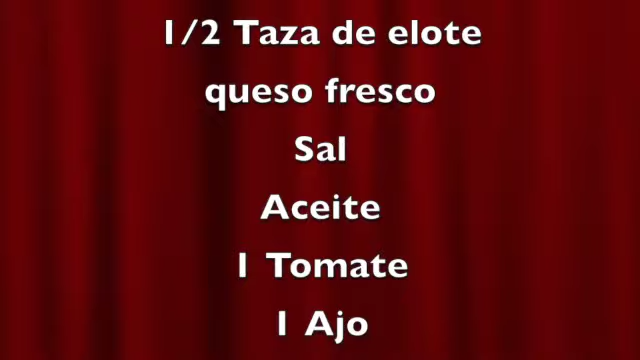 1/2 Taza de elote
queso fresco
Sal
Aceite
1 Tomate
1 Ajo